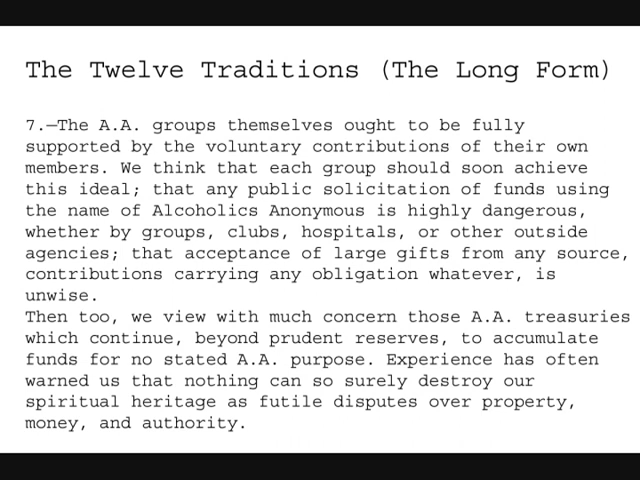 The Twelve Traditions (The Long Form)
7.—The A.A. groups themselves ought to be fully
supported by the voluntary contributions of their own
members. We think that each group should soon achieve
this ideal; that any public solicitation of funds using
the name of Alcoholics Anonymous is highly dangerous,
whether by groups, clubs, hospitals, or other outside
agencies; that acceptance of large gifts from any source,
contributions carrying any obligation whatever, is
unwise.
Then too, we view with much concern those A.A. treasuries
which continue, beyond prudent reserves, to accumulate
funds for no stated A.A. purpose. Experience has often
warned us that nothing can so surely destroy our
spiritual heritage as futile disputes over property,
money, and authority.